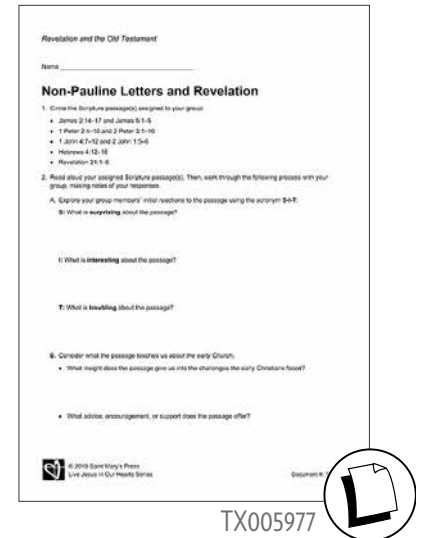 Revelation and the Old Testament
Name
Non-Pauline Letters and Revelation
1. Circle the Scripture passage(s) assigned to your group:
• James 2:14–17 and James 5:1–5
• 1 Peter 2:4–10 and 2 Peter 3:1–10
• 1 John 4:7–12 and 2 John 1:5–6
• Hebrews 4:12–16
• Revelation 21:1–6
2. Read aloud your assigned Scripture passage(s). Then, work through the following process with your
group, making notes of your responses.
A. Explore your group members' initial reactions to the passage using the acronym S-I-T:
S: What is surprising about the passage?
I: What is interesting about the passage?
T: What is troubling about the passage?
B. Consider what the passage teaches us about the early Church.
• What insight does the passage give us into the challenges the early Christians faced?
• What advice, encouragement, or support does the passage offer?
© 2019 Saint Mary's Press
Live Jesus in Our Hearts Series
Document #:
TX005977